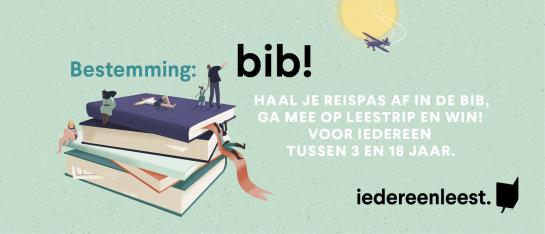 Bestemming: bib!
HAAL JE REISPAS AF IN DE BIB,
GA MEE OP LEESTRIP EN WIN!
VOOR IEDEREEN
TUSSEN 3 EN 18 JAAR.
iedereenleest.